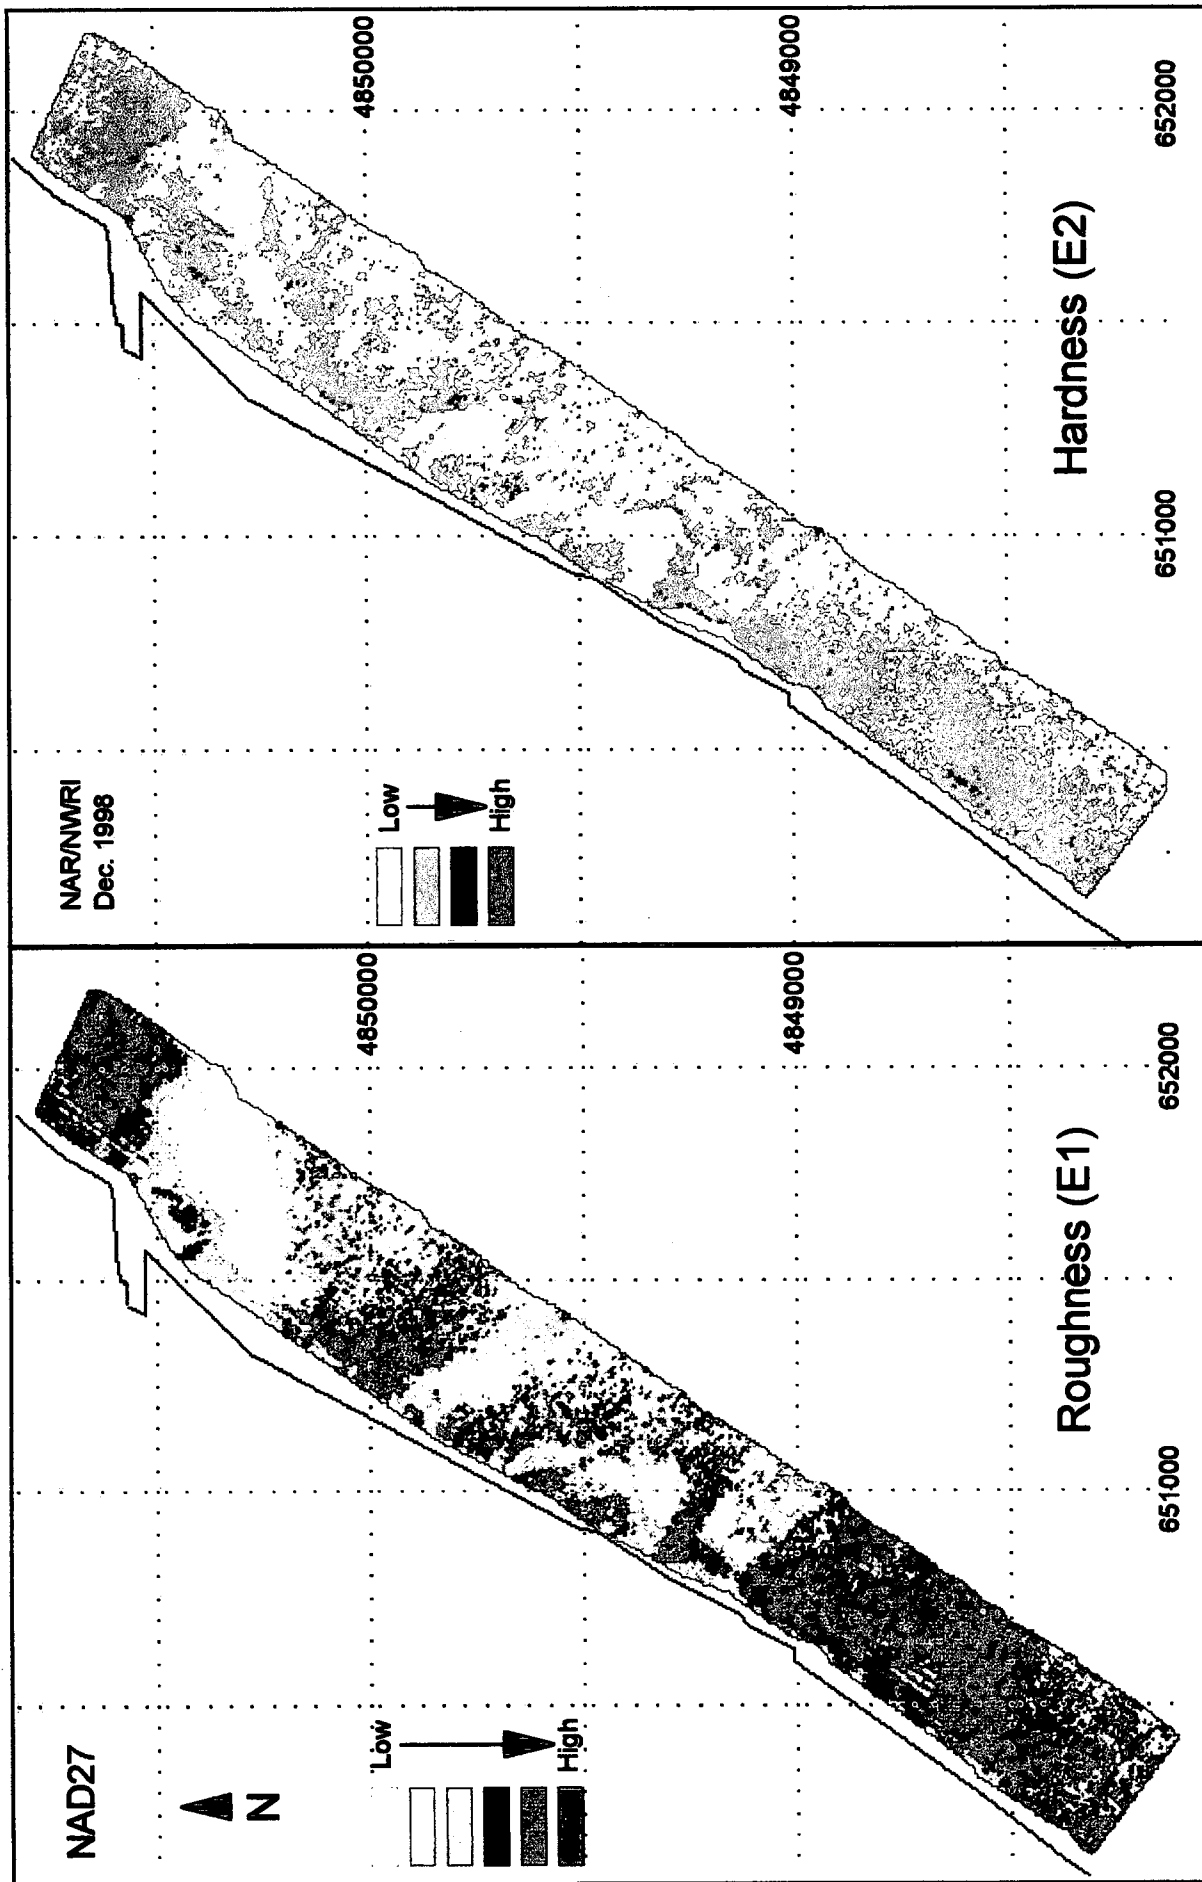 NAD27
N
Low
High
4850000
4849000
652000
651000
Roughness (E1)
NAR/NWRI
Dec. 1998
Low
High
4850000
4849000
652000
651000
Hardness (E2)